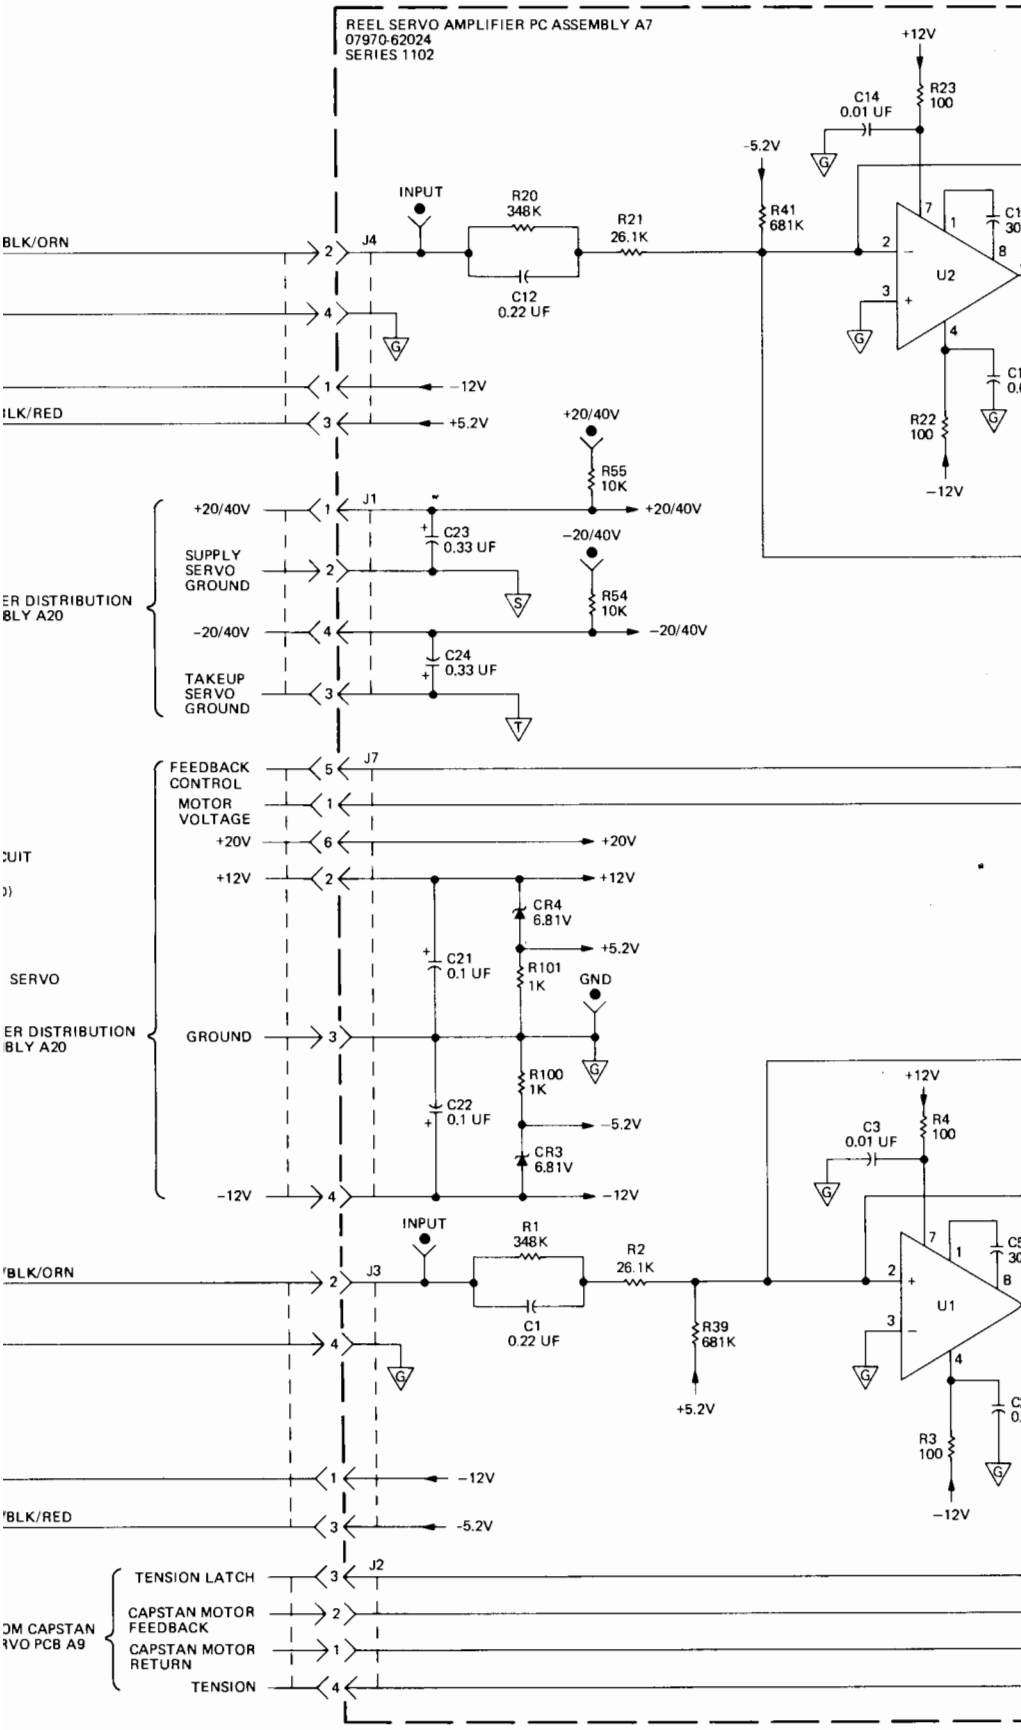 REEL SERVO AMPLIFIER PC ASSEMBLY A7
07970-62024
SERIES 1102
+12V
R23
100
C14
0.01 UF
G
-5.2V
R41
681K
INPUT
R20
348K
R21
26.1K
C12
0.22 UF
BLK/ORN
2
J4
4
G
1
-12V
BLK/RED
3
+5.2V
7
1
30
8
2
-
U2
3
+
G
4
R22
100
G
-12V
+20/40V
R55
10K
+20/40V
1
J1
+20/40V
C23
0.33 UF
+
-20/40V
SUPPLY
SERVO
GROUND
2
S
R54
10K
ER DISTRIBUTION
BLY A20
-20/40V
4
-20/40V
C24
0.33 UF
+
TAKEUP
SERVO
GROUND
3
T
FEEDBACK
CONTROL
5
J7
MOTOR
VOLTAGE
1
+20V
6
+20V
CUIT
+12V
2
+12V
CR4
6.81V
+5.2V
+
C21
0.1 UF
R101
1K
GND
SERVO
ER DISTRIBUTION
BLY A20
GROUND
3
G
R100
1K
C22
0.1 UF
+
-5.2V
CR3
6.81V
-12V
4
-12V
+12V
R4
100
C3
0.01 UF
G
INPUT
R1
348K
R2
26.1K
C1
0.22 UF
/BLK/ORN
2
J3
4
G
R39
681K
+5.2V
7
1
30
8
2
+
U1
3
-
G
4
R3
100
G
-12V
1
-12V
/BLK/RED
3
-5.2V
TENSION LATCH
3
J2
CAPSTAN MOTOR
FEEDBACK
2
OM CAPSTAN
RVO PCB A9
CAPSTAN MOTOR
RETURN
1
TENSION
4